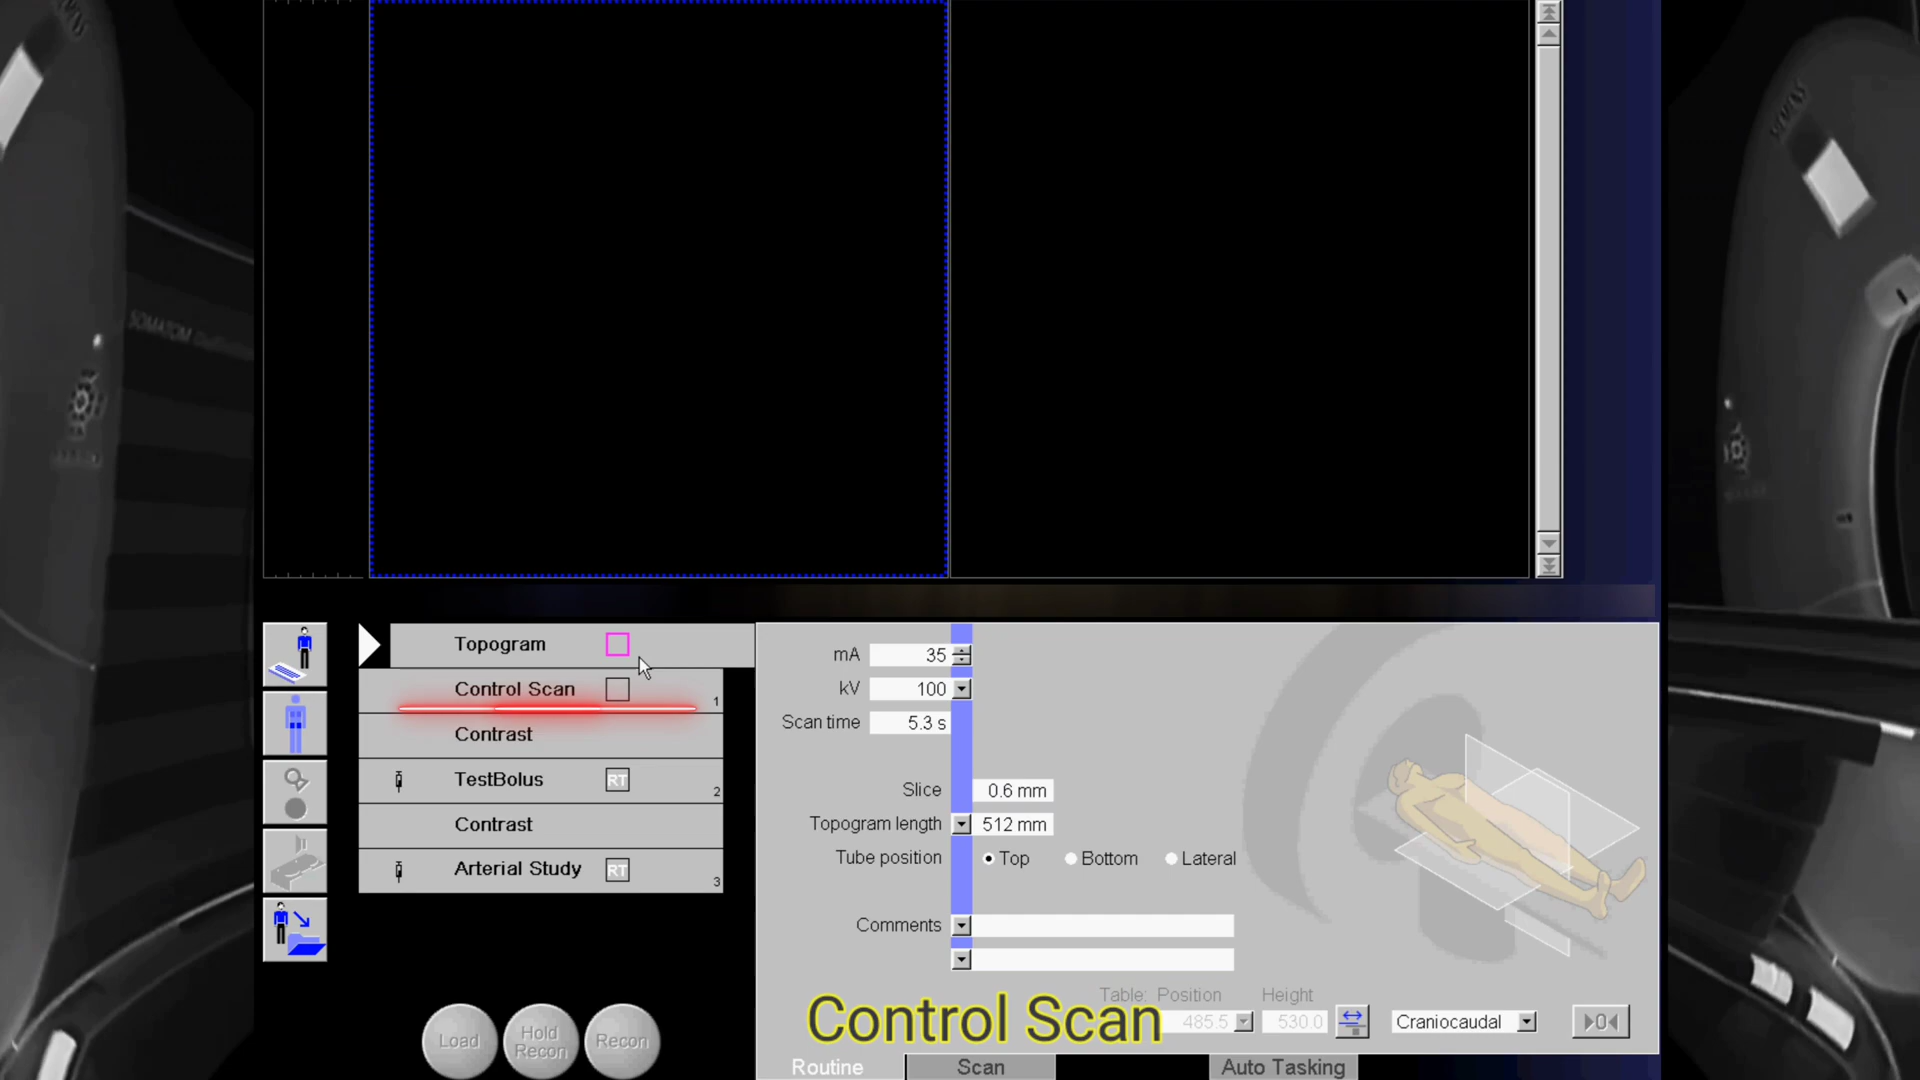 SOMATOM
Topogram
Control Scan
1
Contrast
TestBolus RT
2
Contrast
Arterial Study RT
3
Load
Hold Recon
Recon
mA 35
kV 100
Scan time 5.3 s
Slice 0.6 mm
Topogram length 512 mm
Tube position Top Bottom Lateral
Comments
Table: Position Height
485.5 530.0 Craniocaudal
Control Scan
Routine Scan Auto Tasking